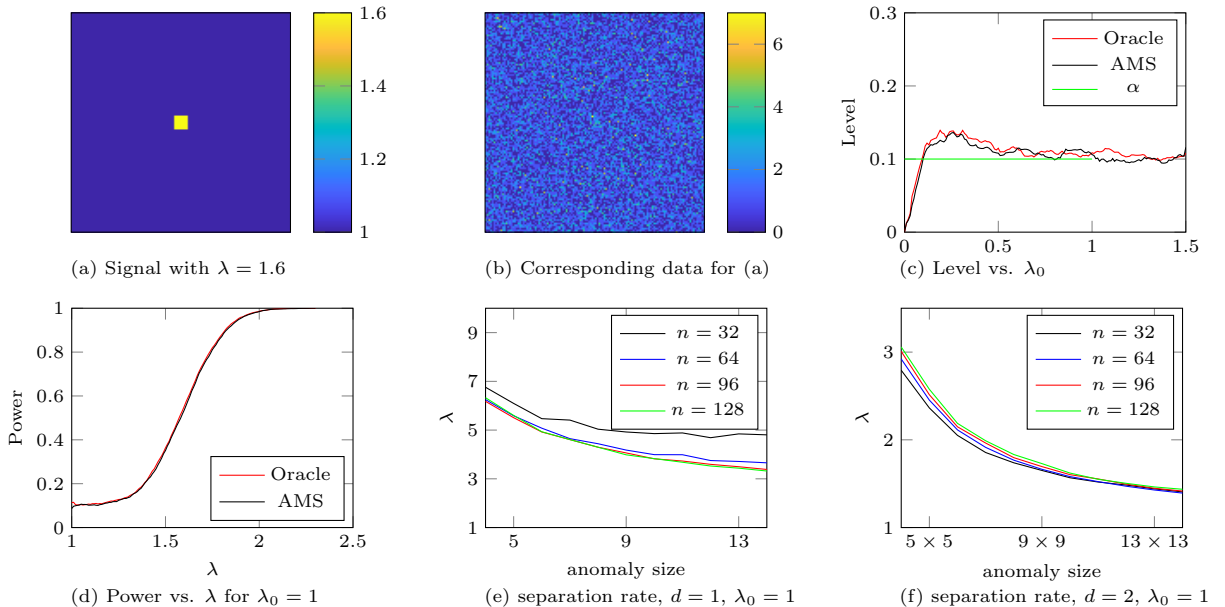 1.6
1.4
1.2
1
(a) Signal with λ = 1.6
6
4
2
0
(b) Corresponding data for (a)
Level
0.3
0.2
0.1
0
0 0.5 1 1.5
Oracle
AMS
α
(c) Level vs. λ₀
Power
1
0.8
0.6
0.4
0.2
0
1 1.5 2 2.5
λ
Oracle
AMS
(d) Power vs. λ for λ₀ = 1
λ
9
7
5
3
1
5 9 13
anomaly size
n = 32
n = 64
n = 96
n = 128
(e) separation rate, d = 1, λ₀ = 1
λ
3
2
1
5 × 5 9 × 9 13 × 13
anomaly size
n = 32
n = 64
n = 96
n = 128
(f) separation rate, d = 2, λ₀ = 1